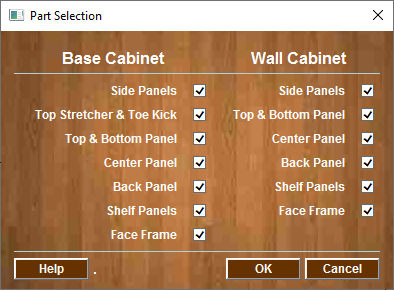 Part Selection
Base Cabinet
Side Panels
Top Stretcher & Toe Kick
Top & Bottom Panel
Center Panel
Back Panel
Shelf Panels
Face Frame
Wall Cabinet
Side Panels
Top & Bottom Panel
Center Panel
Back Panel
Shelf Panels
Face Frame
Help .
OK
Cancel